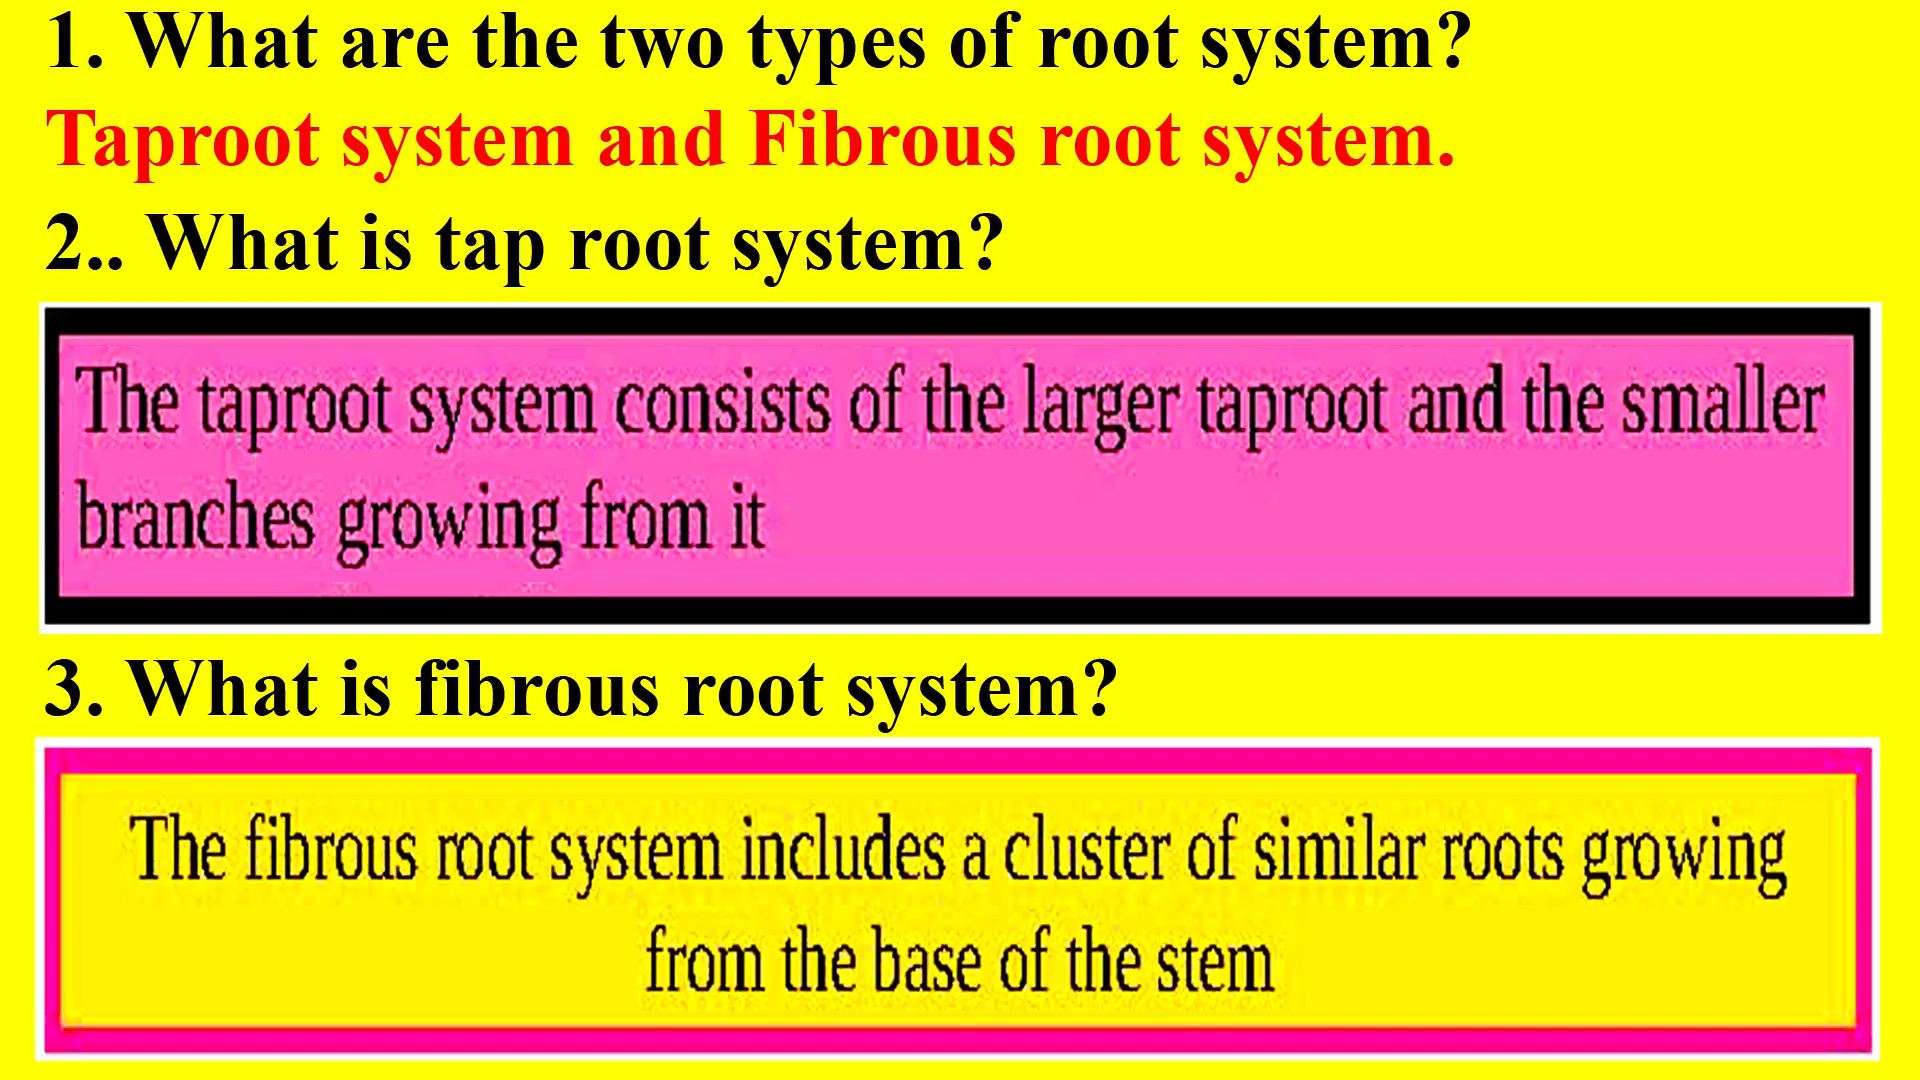 1. What are the two types of root system?
Taproot system and Fibrous root system.
2.. What is tap root system?
The taproot system consists of the larger taproot and the smaller
branches growing from it
3. What is fibrous root system?
The fibrous root system includes a cluster of similar roots growing
from the base of the stem